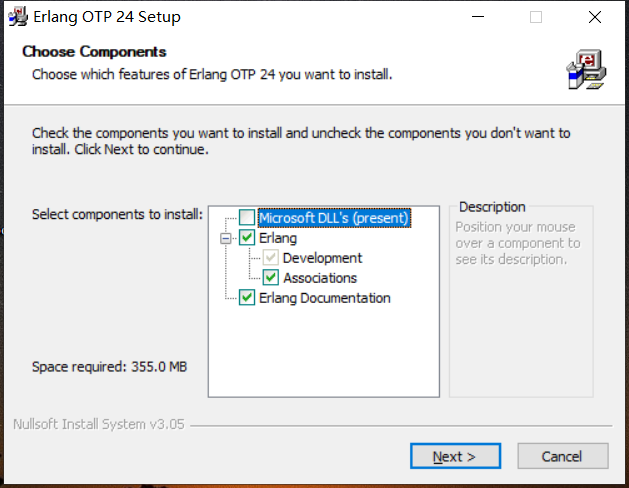 Erlang OTP 24 Setup
Choose Components
Choose which features of Erlang OTP 24 you want to install.
Check the components you want to install and uncheck the components you don't want to
install. Click Next to continue.
Select components to install:
Microsoft DLL's (present)
Erlang
Development
Associations
Erlang Documentation
Description
Position your mouse
over a component to
see its description.
Space required: 355.0 MB
Nullsoft Install System v3.05
Next >
Cancel